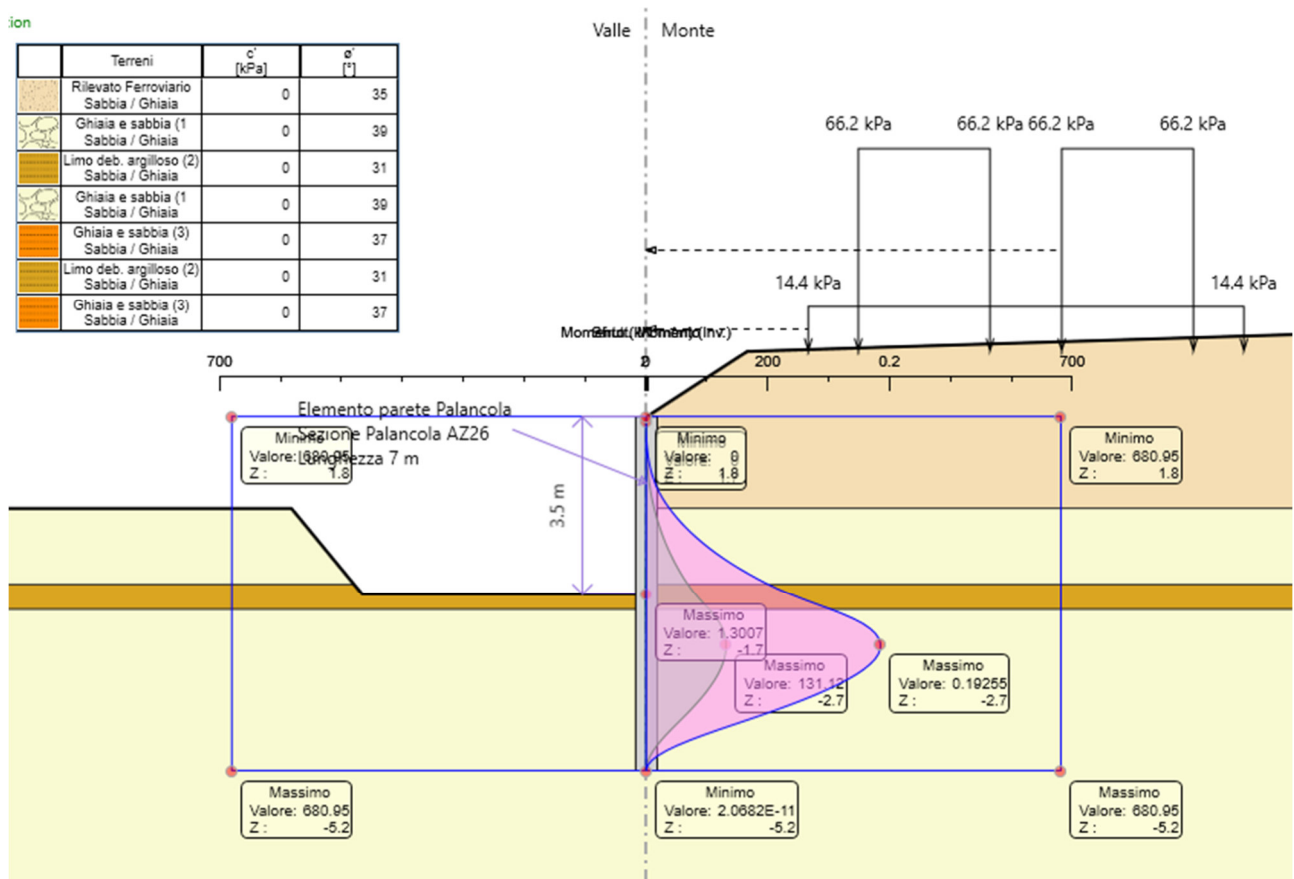 ion
Valle
Monte
Terreni
c'
[kPa]
ø'
[°]
Rilevato Ferroviario
Sabbia / Ghiaia
0
35
Ghiaia e sabbia (1
Sabbia / Ghiaia
0
39
Limo deb. argilloso (2)
Sabbia / Ghiaia
0
31
Ghiaia e sabbia (1
Sabbia / Ghiaia
0
39
Ghiaia e sabbia (3)
Sabbia / Ghiaia
0
37
Limo deb. argilloso (2)
Sabbia / Ghiaia
0
31
Ghiaia e sabbia (3)
Sabbia / Ghiaia
0
37
66.2 kPa
66.2 kPa
66.2 kPa
66.2 kPa
14.4 kPa
14.4 kPa
(Inv.)
700
200
0.2
700
Elemento parete Palancola
Sezione Palancola AZ26
Lunghezza 7 m
3.5 m
Minimo
Valore: 680.95
Z : 1.8
Minimo
Valore: 0
Z : 1.8
Minimo
Valore: 680.95
Z : 1.8
Massimo
Valore: 1.3007
Z : -1.7
Massimo
Valore: 131.12
Z : -2.7
Massimo
Valore: 0.19255
Z : -2.7
Massimo
Valore: 680.95
Z : -5.2
Minimo
Valore: 2.0682E-11
Z : -5.2
Massimo
Valore: 680.95
Z : -5.2